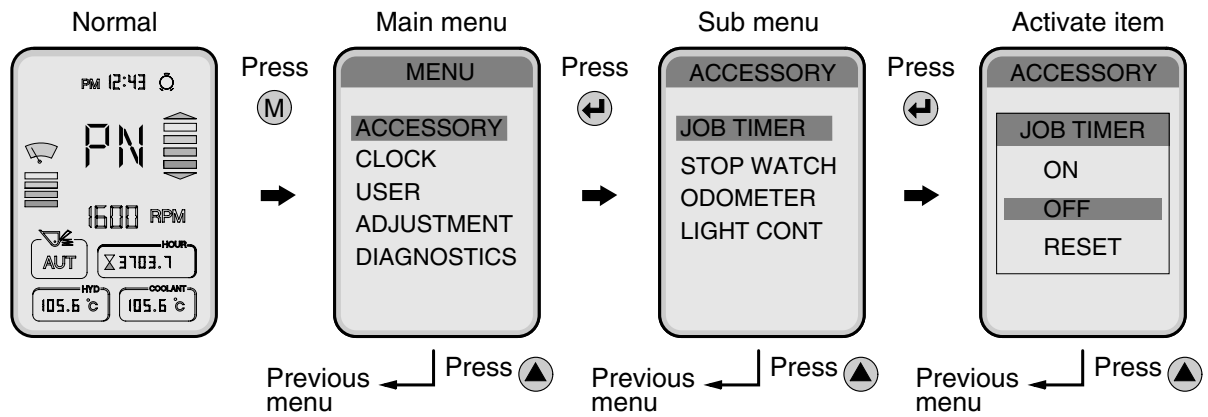 Normal
PM 12:43
PN
1600 RPM
AUT
HOUR
3703.7
HYD
105.6 °c
COOLANT
105.6 °c
Press
M
Main menu
MENU
ACCESSORY
CLOCK
USER
ADJUSTMENT
DIAGNOSTICS
Previous
menu
Press
Press
Sub menu
ACCESSORY
JOB TIMER
STOP WATCH
ODOMETER
LIGHT CONT
Previous
menu
Press
Press
Activate item
ACCESSORY
JOB TIMER
ON
OFF
RESET
Previous
menu
Press